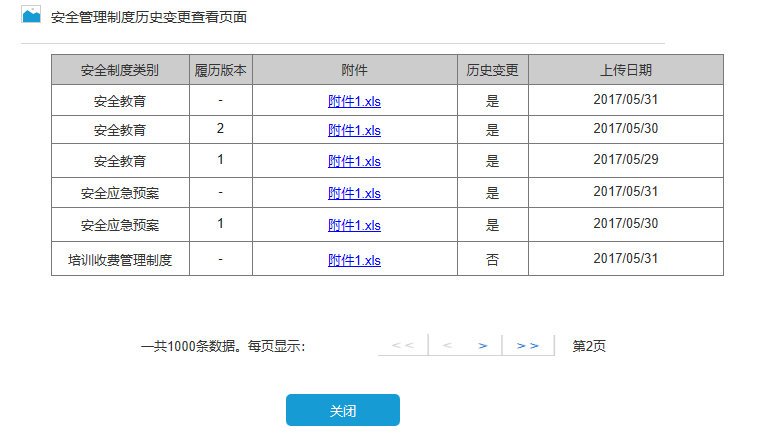 安全管理制度历史变更查看页面
安全制度类别 履历版本 附件 历史变更 上传日期
安全教育 - 附件1.xls 是 2017/05/31
安全教育 2 附件1.xls 是 2017/05/30
安全教育 1 附件1.xls 是 2017/05/29
安全应急预案 - 附件1.xls 是 2017/05/31
安全应急预案 1 附件1.xls 是 2017/05/30
培训收费管理制度 - 附件1.xls 否 2017/05/31
一共1000条数据。每页显示： << < > >> 第2页
关闭